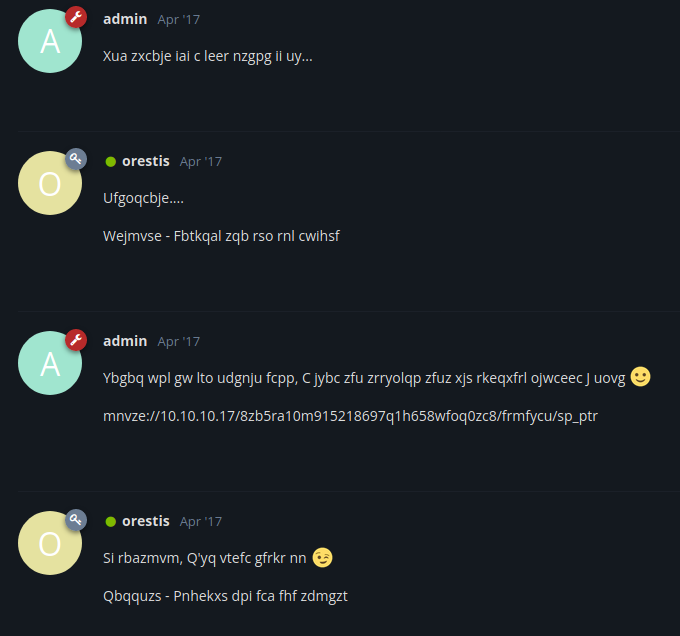 A
admin Apr '17
Xua zxcbje iai c leer nzgpg ii uy...
O
orestis Apr '17
Ufgoqcbje....
Wejmvse - Fbtkqal zqb rso rnl cwihsf
A
admin Apr '17
Ybgbq wpl gw lto udgnju fcpp, C jybc zfu zrryolqp zfuz xjs rkeqxfrl ojwceec J uovg
mnvze://10.10.10.17/8zb5ra10m915218697q1h658wfoq0zc8/frmfycu/sp_ptr
O
orestis Apr '17
Si rbazmvm, Q'yq vtefc gfrkr nn
Qbqquzs - Pnhekxs dpi fca fhf zdmgzt